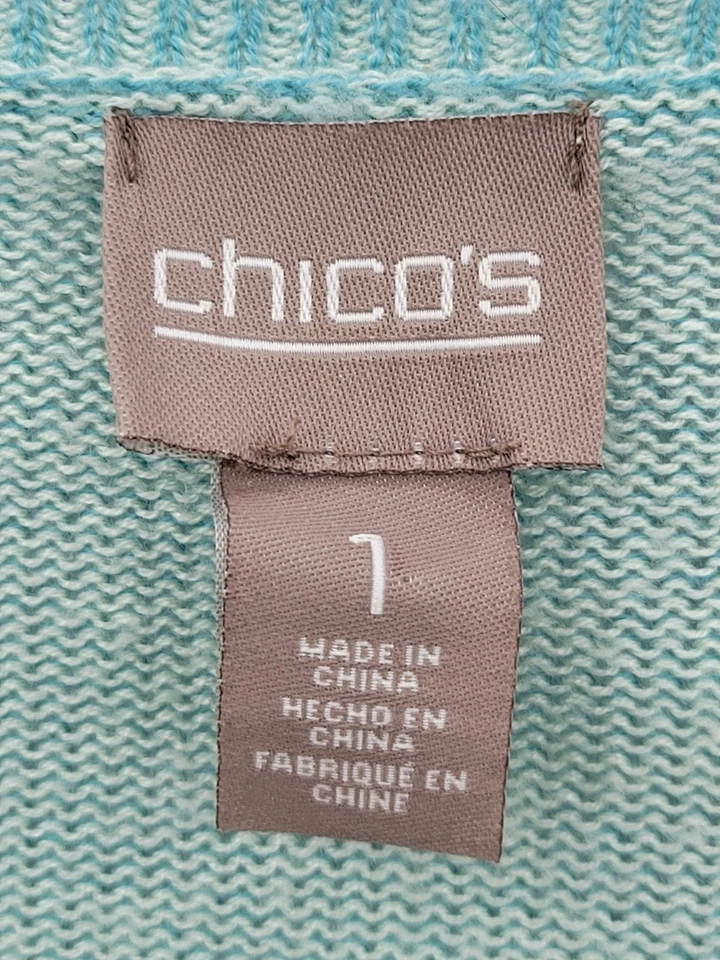 chico's
1
MADE IN
CHINA
HECHO EN
CHINA
FABRIQUÉ EN
CHINE